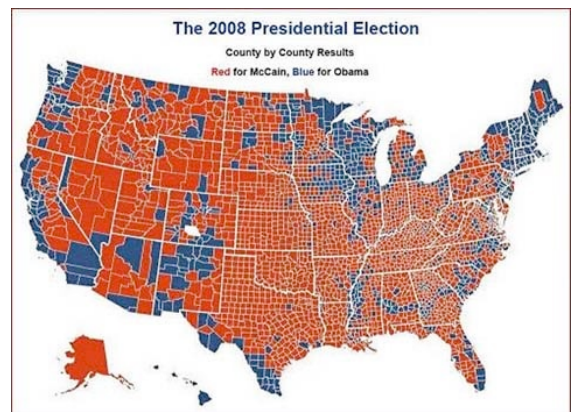 The 2008 Presidential Election
County by County Results
Red for McCain, Blue for Obama